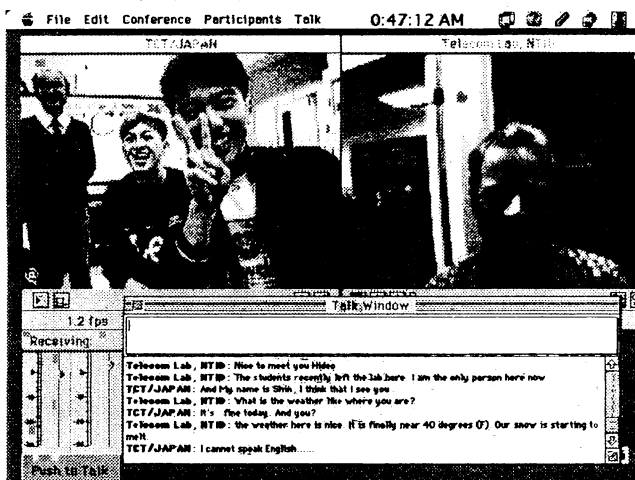 File Edit Conference Participants Talk 0:47:12 AM
TCT/JAPAN
Telecom Lab, NTID
Talk Window
1.2 fps
Receiving
Telecom Lab, NTID: Nice to meet you Hideo
Telecom Lab, NTID: The students recently left the lab here. I am the only person here now
TCT/JAPAN: And My name is Shin, I think that I see you
Telecom Lab, NTID: What is the weather like where you are?
TCT/JAPAN: It's fine today. And you?
Telecom Lab, NTID: the weather here is nice. It is finally near 40 degrees (F). Our snow is starting to
melt.
TCT/JAPAN: I cannot speak English.....
Push to Talk